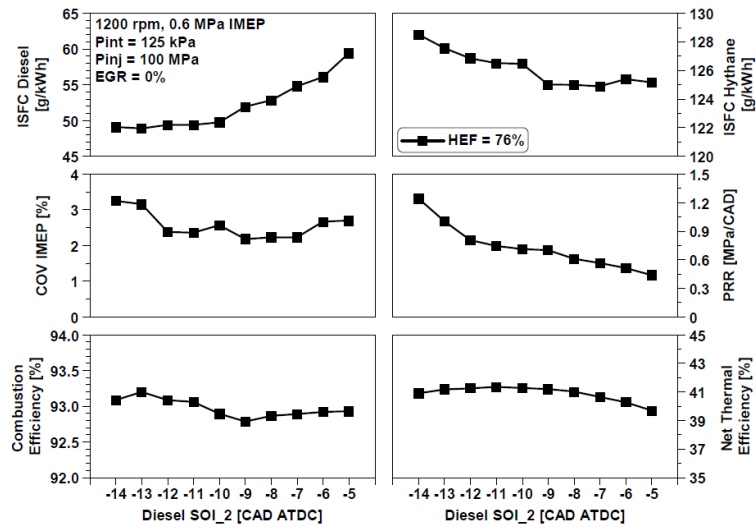 1200 rpm, 0.6 MPa IMEP
Pint = 125 kPa
Pinj = 100 MPa
EGR = 0%
ISFC Diesel
[g/kWh]
65
60
55
50
45
ISFC Hythane
[g/kWh]
130
128
126
124
122
120
HEF = 76%
COV IMEP [%]
4
3
2
1
0
PRR [MPa/CAD]
1.5
1.2
0.9
0.6
0.3
0
Combustion
Efficiency [%]
94.0
93.5
93.0
92.5
92.0
Net Thermal
Efficiency [%]
45
43
41
39
37
35
-14 -13 -12 -11 -10 -9 -8 -7 -6 -5
Diesel SOI_2 [CAD ATDC]
-14 -13 -12 -11 -10 -9 -8 -7 -6 -5
Diesel SOI_2 [CAD ATDC]